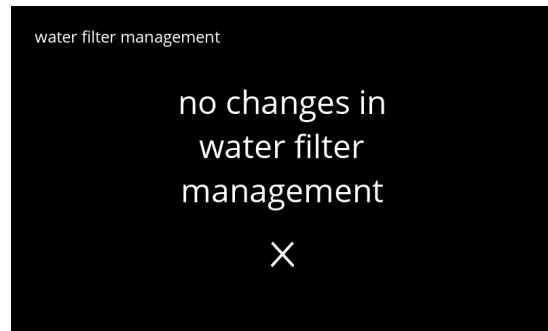 water filter management
no changes in
water filter
management
X